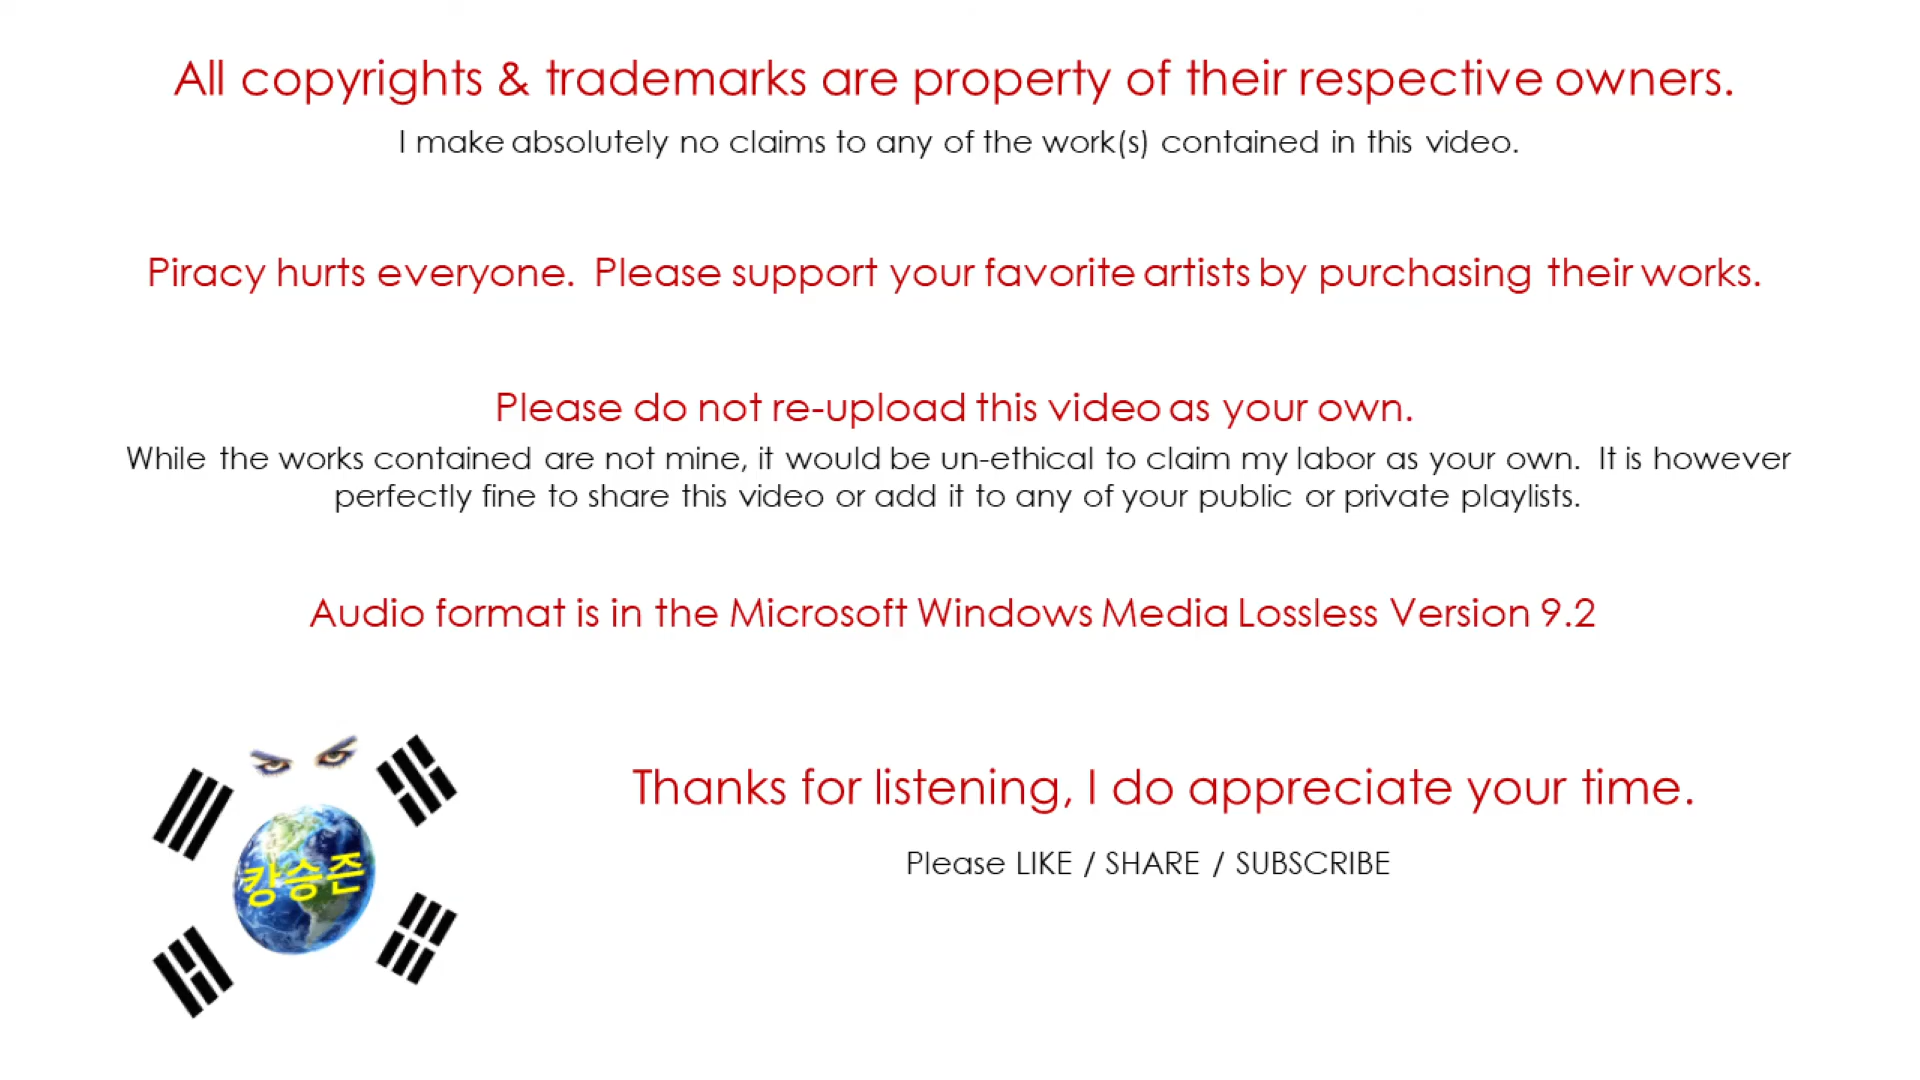 All copyrights & trademarks are property of their respective owners.
I make absolutely no claims to any of the work(s) contained in this video.
Piracy hurts everyone.  Please support your favorite artists by purchasing their works.
Please do not re-upload this video as your own.
While the works contained are not mine, it would be un-ethical to claim my labor as your own.  It is however
perfectly fine to share this video or add it to any of your public or private playlists.
Audio format is in the Microsoft Windows Media Lossless Version 9.2
캉승준
Thanks for listening, I do appreciate your time.
Please LIKE / SHARE / SUBSCRIBE